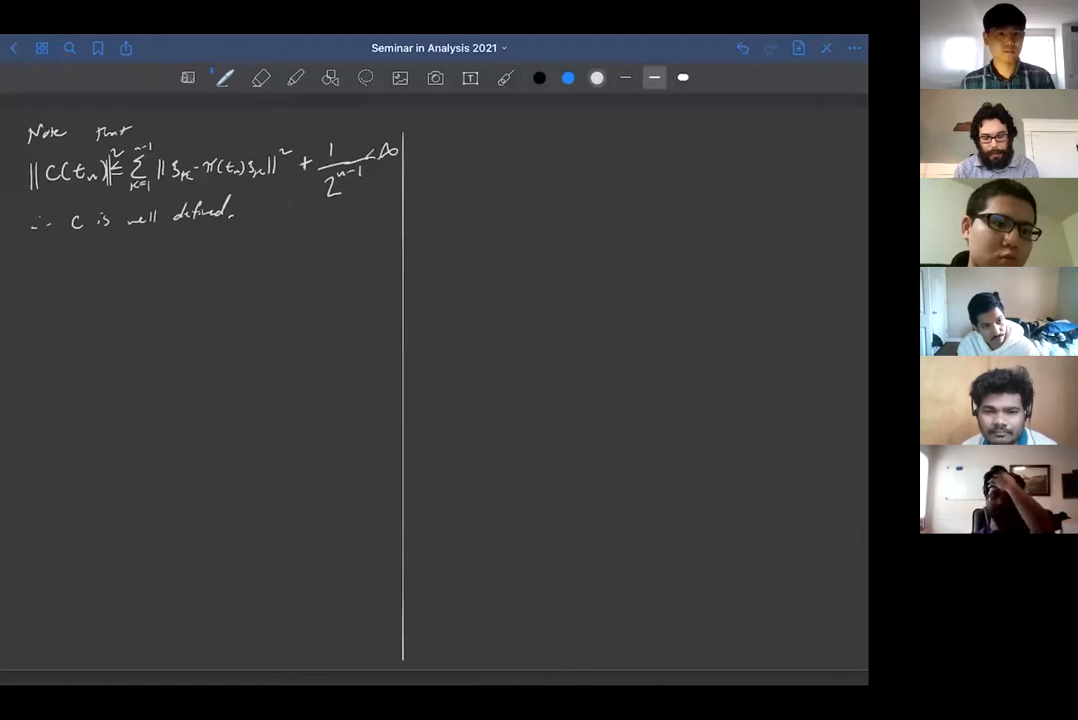 Seminar in Analysis 2021
Note that
‖C(t_n)‖² ≤ ∑_{k=1}^{n-1} ‖ξ_k - π(t_n)ξ_k‖² + 1/2^{n-1} < ∞
∴ C is well defined.